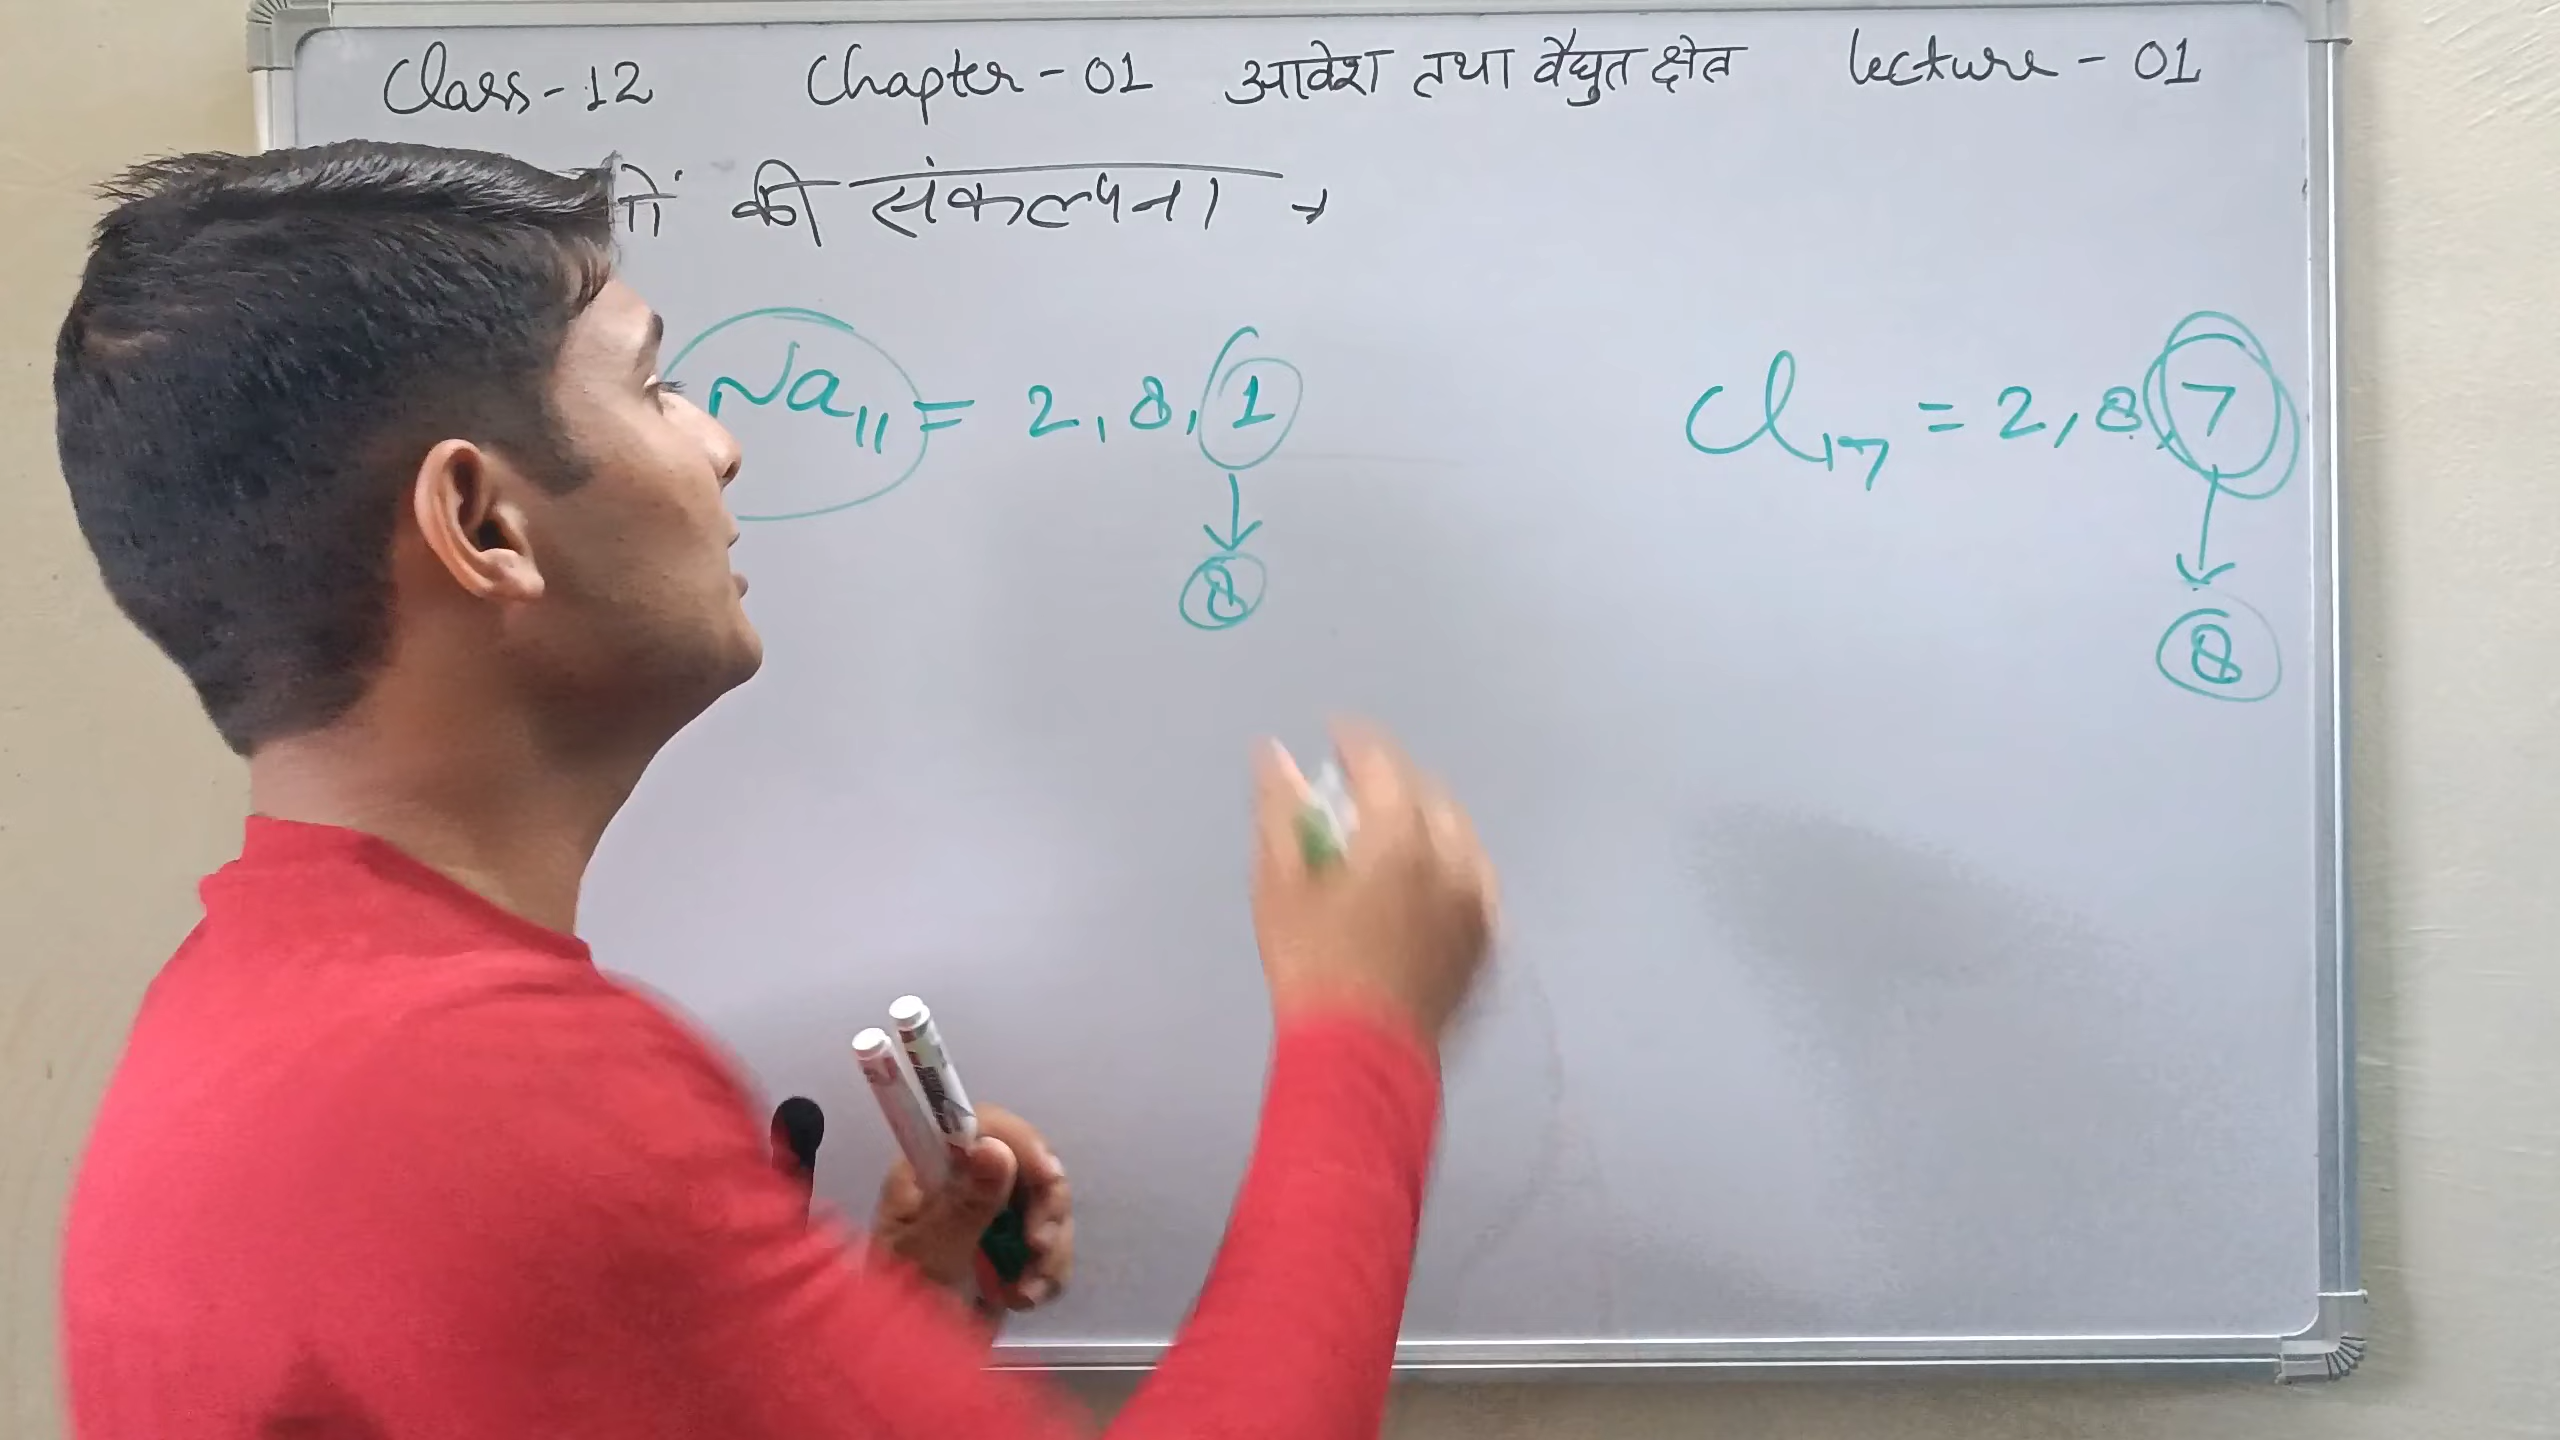 Class-12 Chapter-01 आवेश तथा वैद्युत क्षेत्र Lecture-01
की संकल्पना →
Na₁₁ = 2, 8, 1
Cl₁₇ = 2, 8, 7
8
8